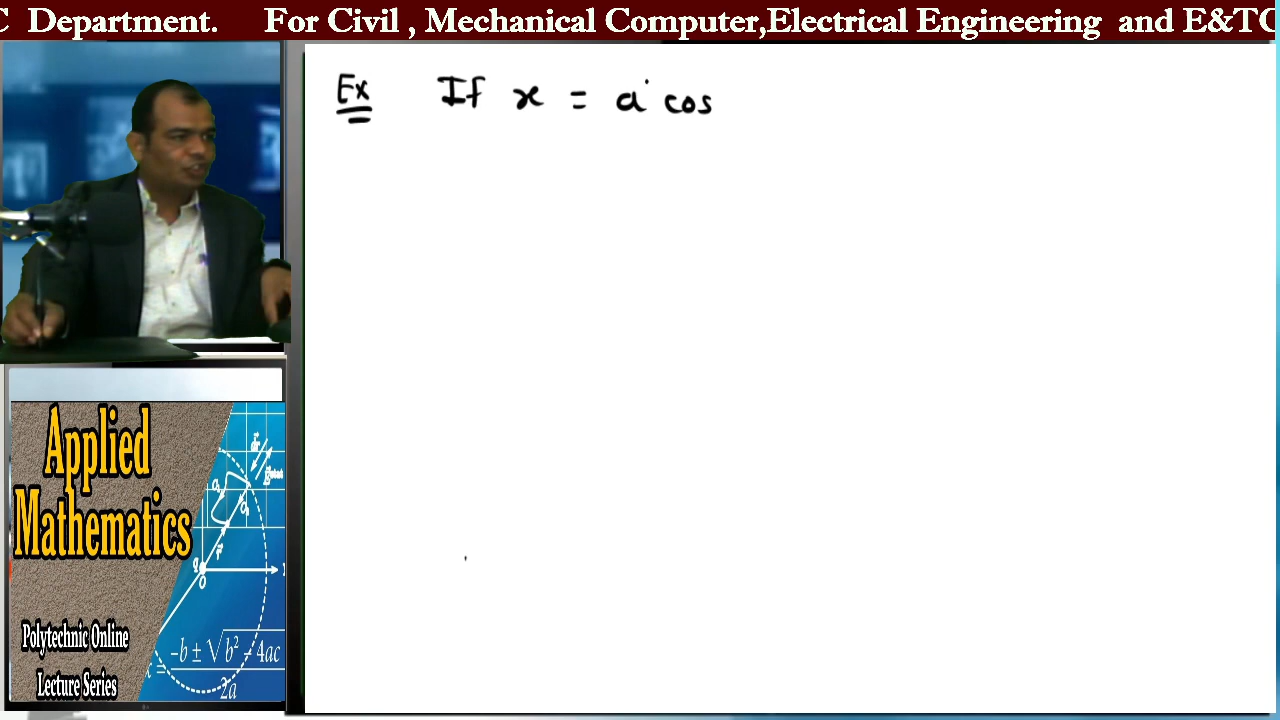 C Department. For Civil , Mechanical Computer,Electrical Engineering and E&TC
Ex If x = a cos
Applied
Mathematics
Polytechnic Online
Lecture Series
-b ± √b² - 4ac
2a